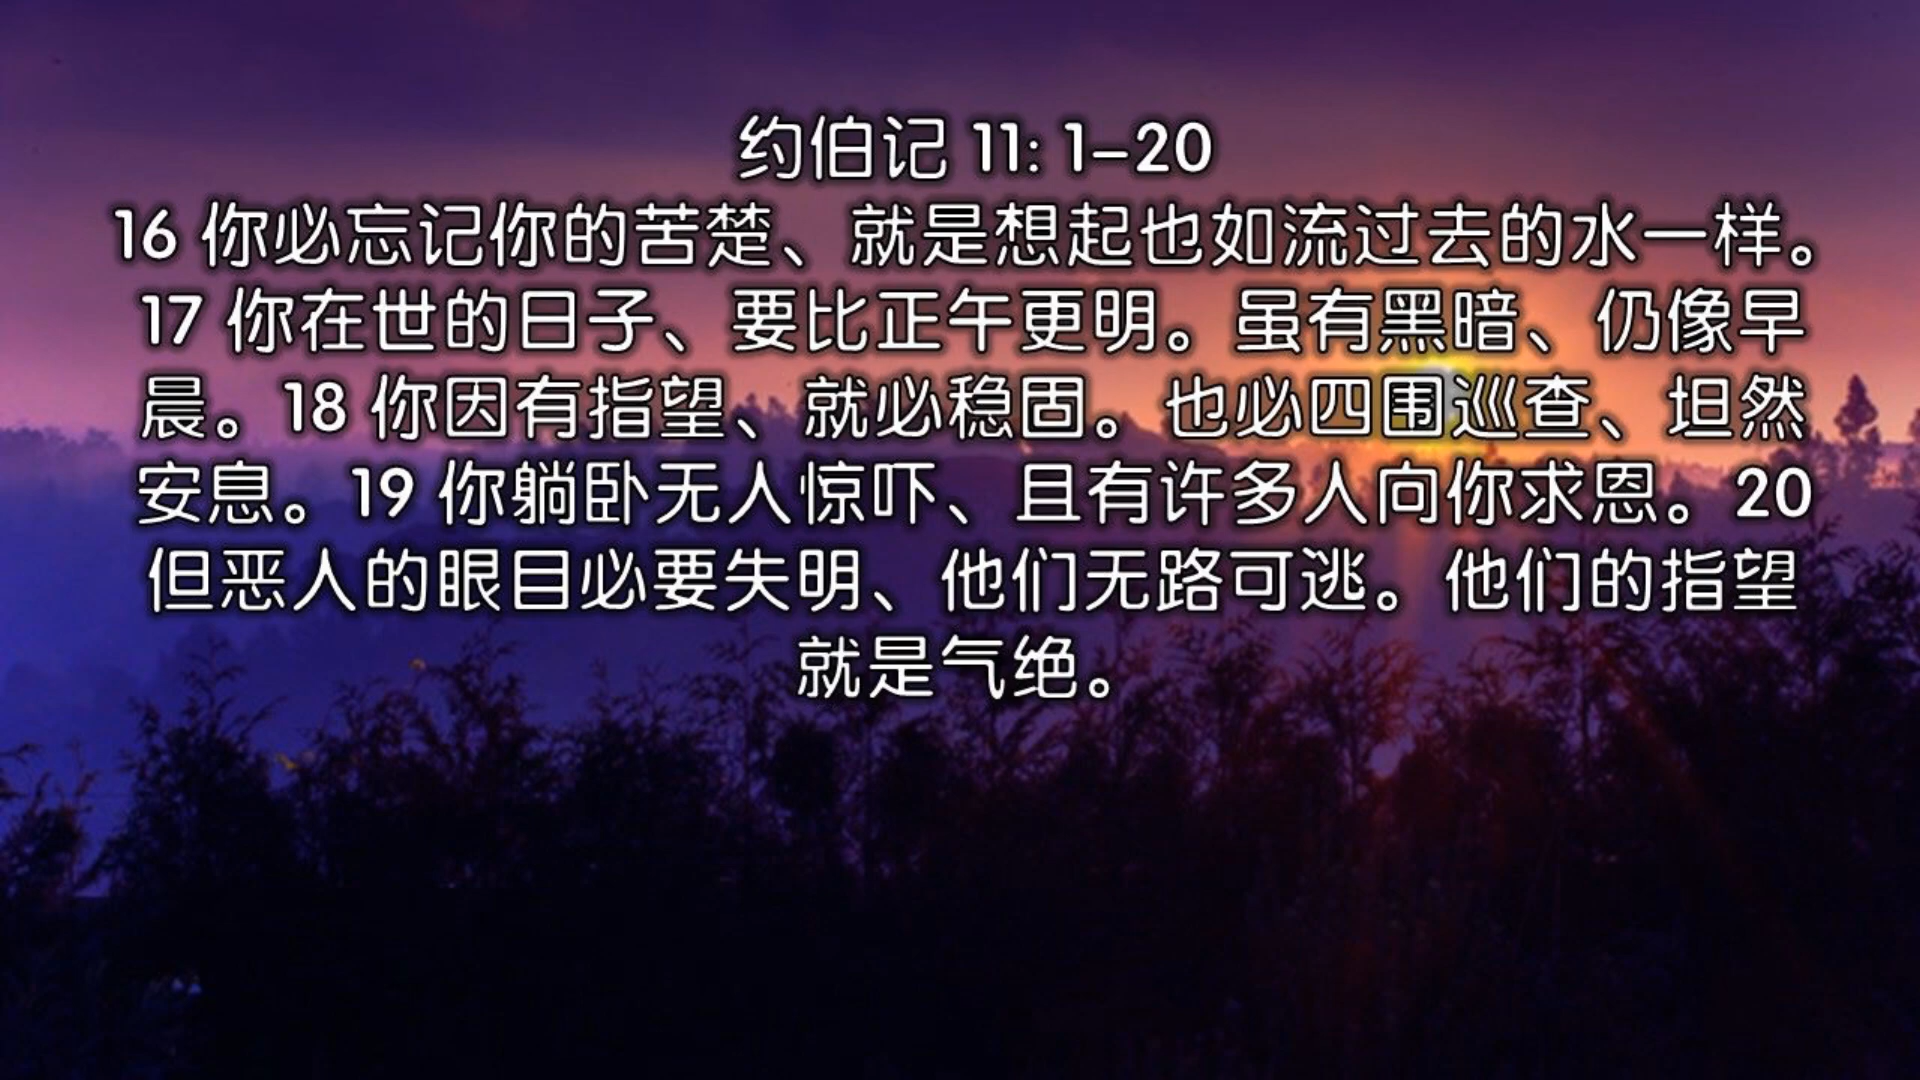 约伯记 11: 1–20
16 你必忘记你的苦楚、就是想起也如流过去的水一样。
17 你在世的日子、要比正午更明。虽有黑暗、仍像早
晨。18 你因有指望、就必稳固。也必四围巡查、坦然
安息。19 你躺卧无人惊吓、且有许多人向你求恩。20
但恶人的眼目必要失明、他们无路可逃。他们的指望
就是气绝。